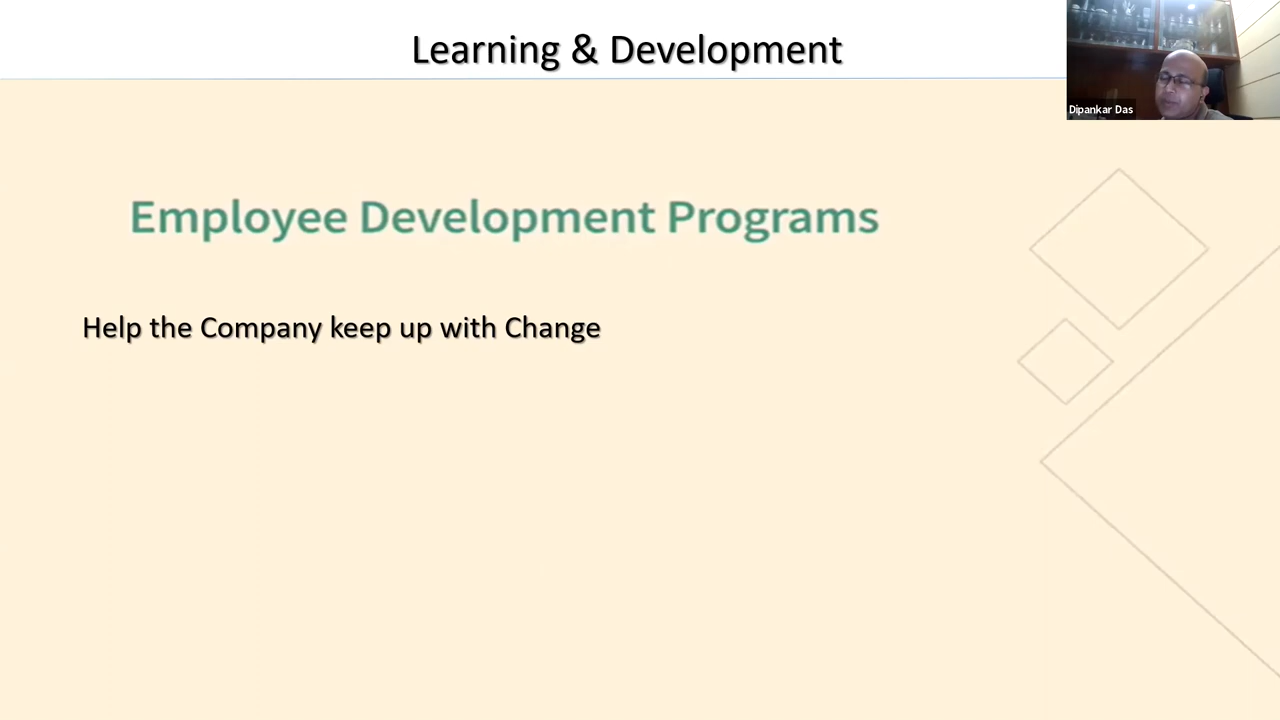 Learning & Development
Dipankar Das
Employee Development Programs
Help the Company keep up with Change